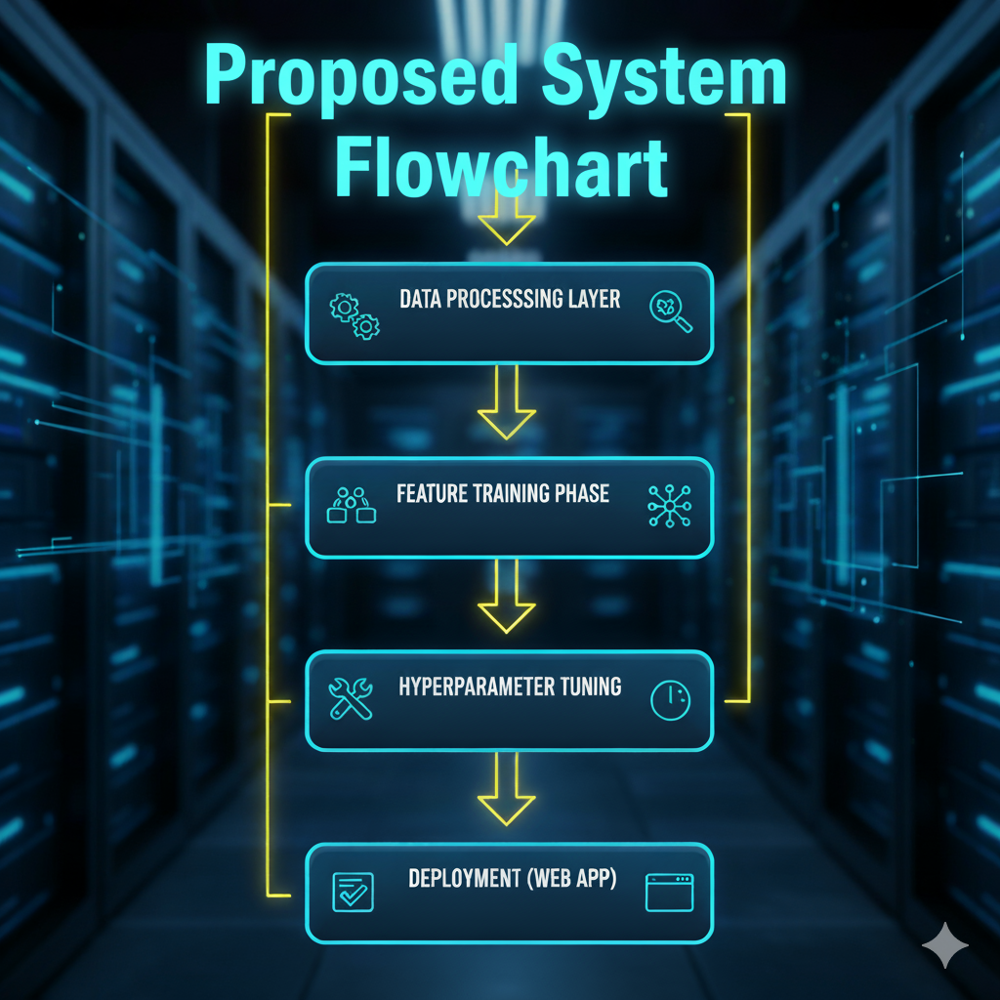 Proposed System
Flowchart
DATA PROCESSSING LAYER
FEATURE TRAINING PHASE
HYPERPARAMETER TUNING
DEPLOYMENT (WEB APP)